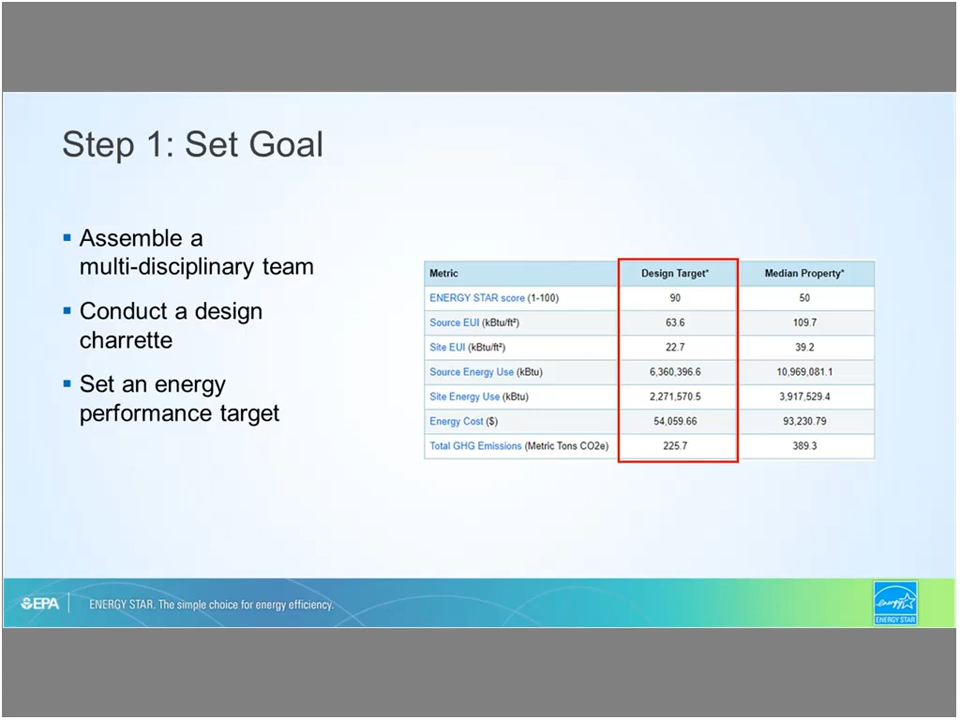 Step 1: Set Goal
▪ Assemble a
multi-disciplinary team
▪ Conduct a design
charrette
▪ Set an energy
performance target
Metric Design Target* Median Property*
ENERGY STAR score (1-100) 90 50
Source EUI (kBtu/ft²) 63.6 109.7
Site EUI (kBtu/ft²) 22.7 39.2
Source Energy Use (kBtu) 6,360,396.6 10,969,081.1
Site Energy Use (kBtu) 2,271,570.5 3,917,529.4
Energy Cost ($) 54,059.66 93,230.79
Total GHG Emissions (Metric Tons CO2e) 225.7 389.3
EPA ENERGY STAR. The simple choice for energy efficiency.
energy
ENERGY STAR